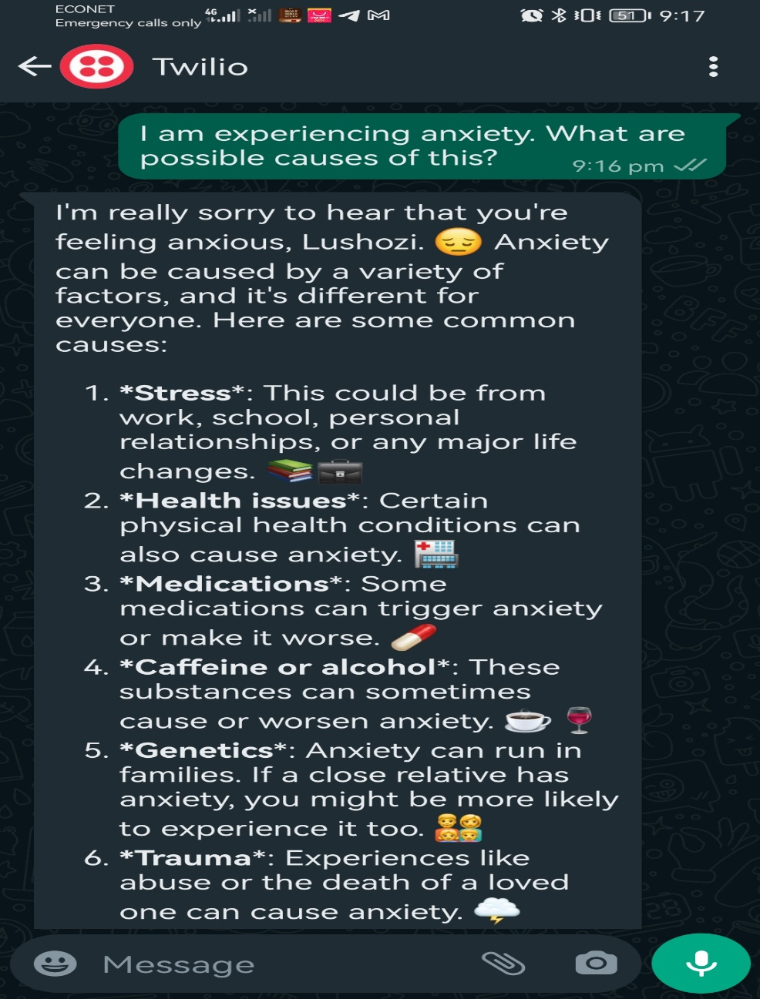 ECONET
Emergency calls only
4G
51
9:17
Twilio
I am experiencing anxiety. What are
possible causes of this?
9:16 pm
I'm really sorry to hear that you're
feeling anxious, Lushozi. 😔 Anxiety
can be caused by a variety of
factors, and it's different for
everyone. Here are some common
causes:
1. *Stress*: This could be from
work, school, personal
relationships, or any major life
changes. 📚💼
2. *Health issues*: Certain
physical health conditions can
also cause anxiety. 🏥
3. *Medications*: Some
medications can trigger anxiety
or make it worse. 💊
4. *Caffeine or alcohol*: These
substances can sometimes
cause or worsen anxiety. ☕ 🍷
5. *Genetics*: Anxiety can run in
families. If a close relative has
anxiety, you might be more likely
to experience it too. 👨‍👩‍👧‍👦
6. *Trauma*: Experiences like
abuse or the death of a loved
one can cause anxiety. 🌩️
Message